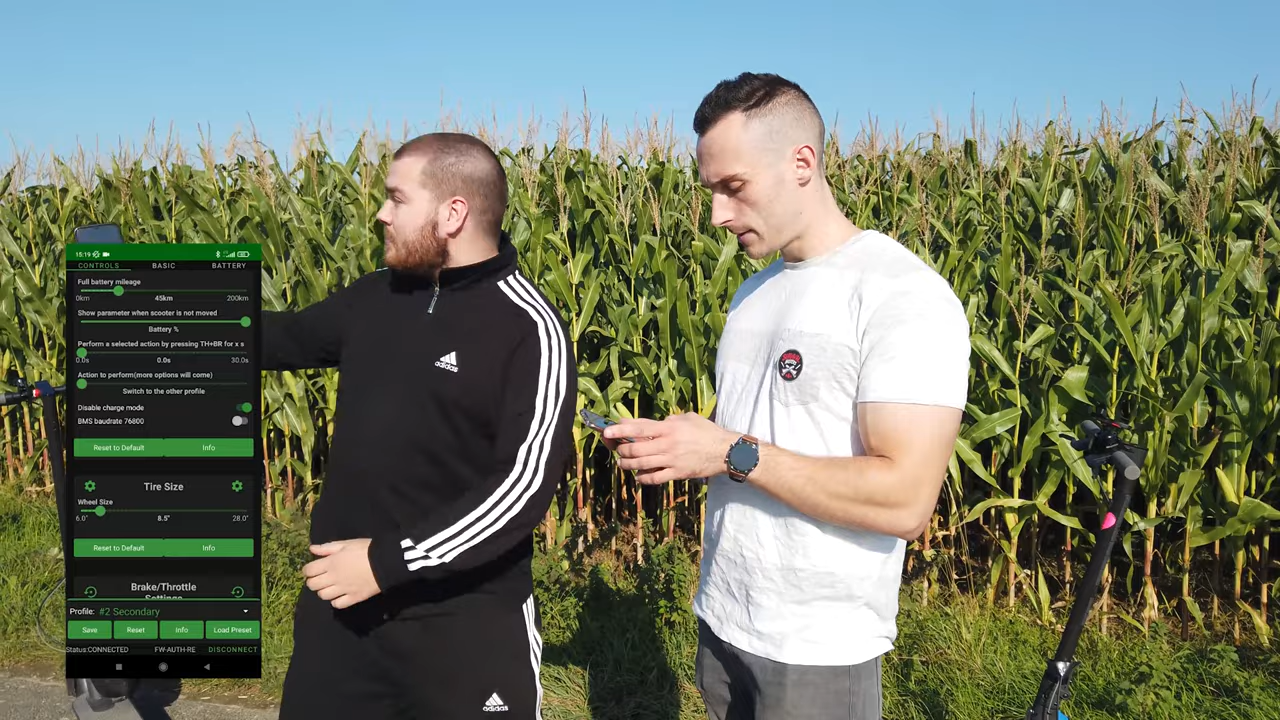 15:19
CONTROLS BASIC BATTERY
Full battery mileage
0km 45km 200km
Show parameter when scooter is not moved
Battery %
Perform a selected action by pressing TH+BR for x s
0.0s 0.0s 30.0s
Action to perform(more options will come)
Switch to the other profile
Disable charge mode
BMS baudrate 76800
Reset to Default Info
Tire Size
Wheel Size
6.0" 8.5" 28.0"
Reset to Default Info
Brake/Throttle
Settings
Profile: #2 Secondary
Save Reset Info Load Preset
Status:CONNECTED FW-AUTH-RE DISCONNECT
adidas
adidas